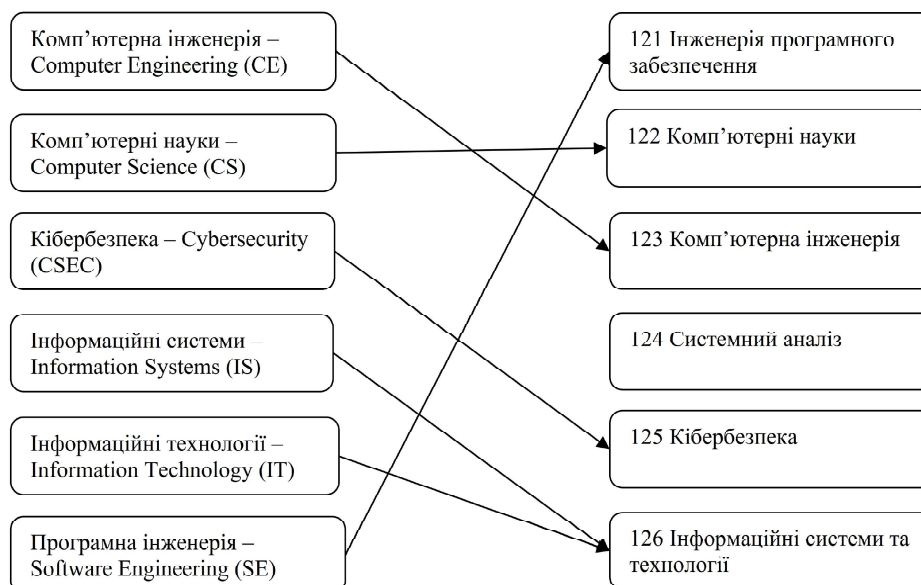 Комп’ютерна інженерія –
Computer Engineering (CE)
Комп’ютерні науки –
Computer Science (CS)
Кібербезпека – Cybersecurity
(CSEC)
Інформаційні системи –
Information Systems (IS)
Інформаційні технології –
Information Technology (IT)
Програмна інженерія –
Software Engineering (SE)
121 Інженерія програмного
забезпечення
122 Комп’ютерні науки
123 Комп’ютерна інженерія
124 Системний аналіз
125 Кібербезпека
126 Інформаційні системи та
технології